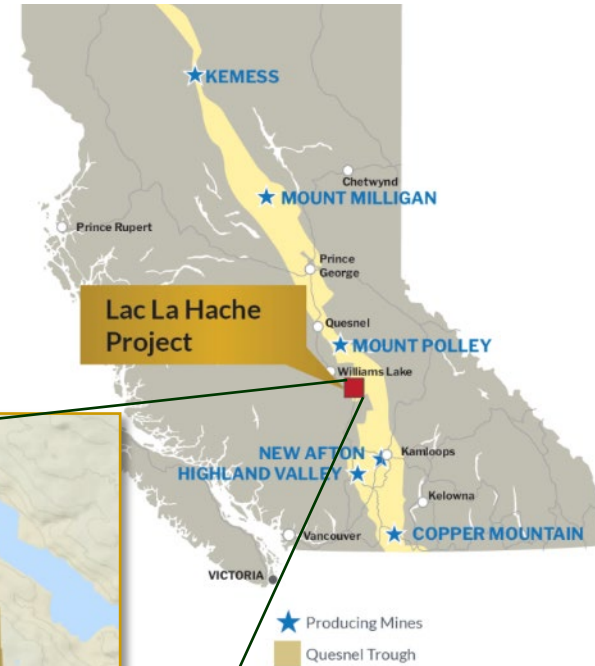 KEMESS
Chetwynd
MOUNT MILLIGAN
Prince Rupert
Prince
George
Lac La Hache
Project
Quesnel
MOUNT POLLEY
Williams Lake
NEW AFTON
Kamloops
HIGHLAND VALLEY
Kelowna
Vancouver
COPPER MOUNTAIN
VICTORIA
Producing Mines
Quesnel Trough